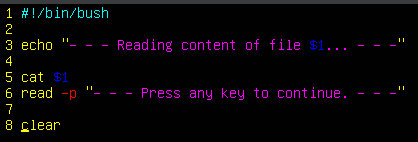 1 #!/bin/bush
2
3 echo "- - - Reading content of file $1... - - -"
4
5 cat $1
6 read -p "- - - Press any key to continue. - - -"
7
8 clear